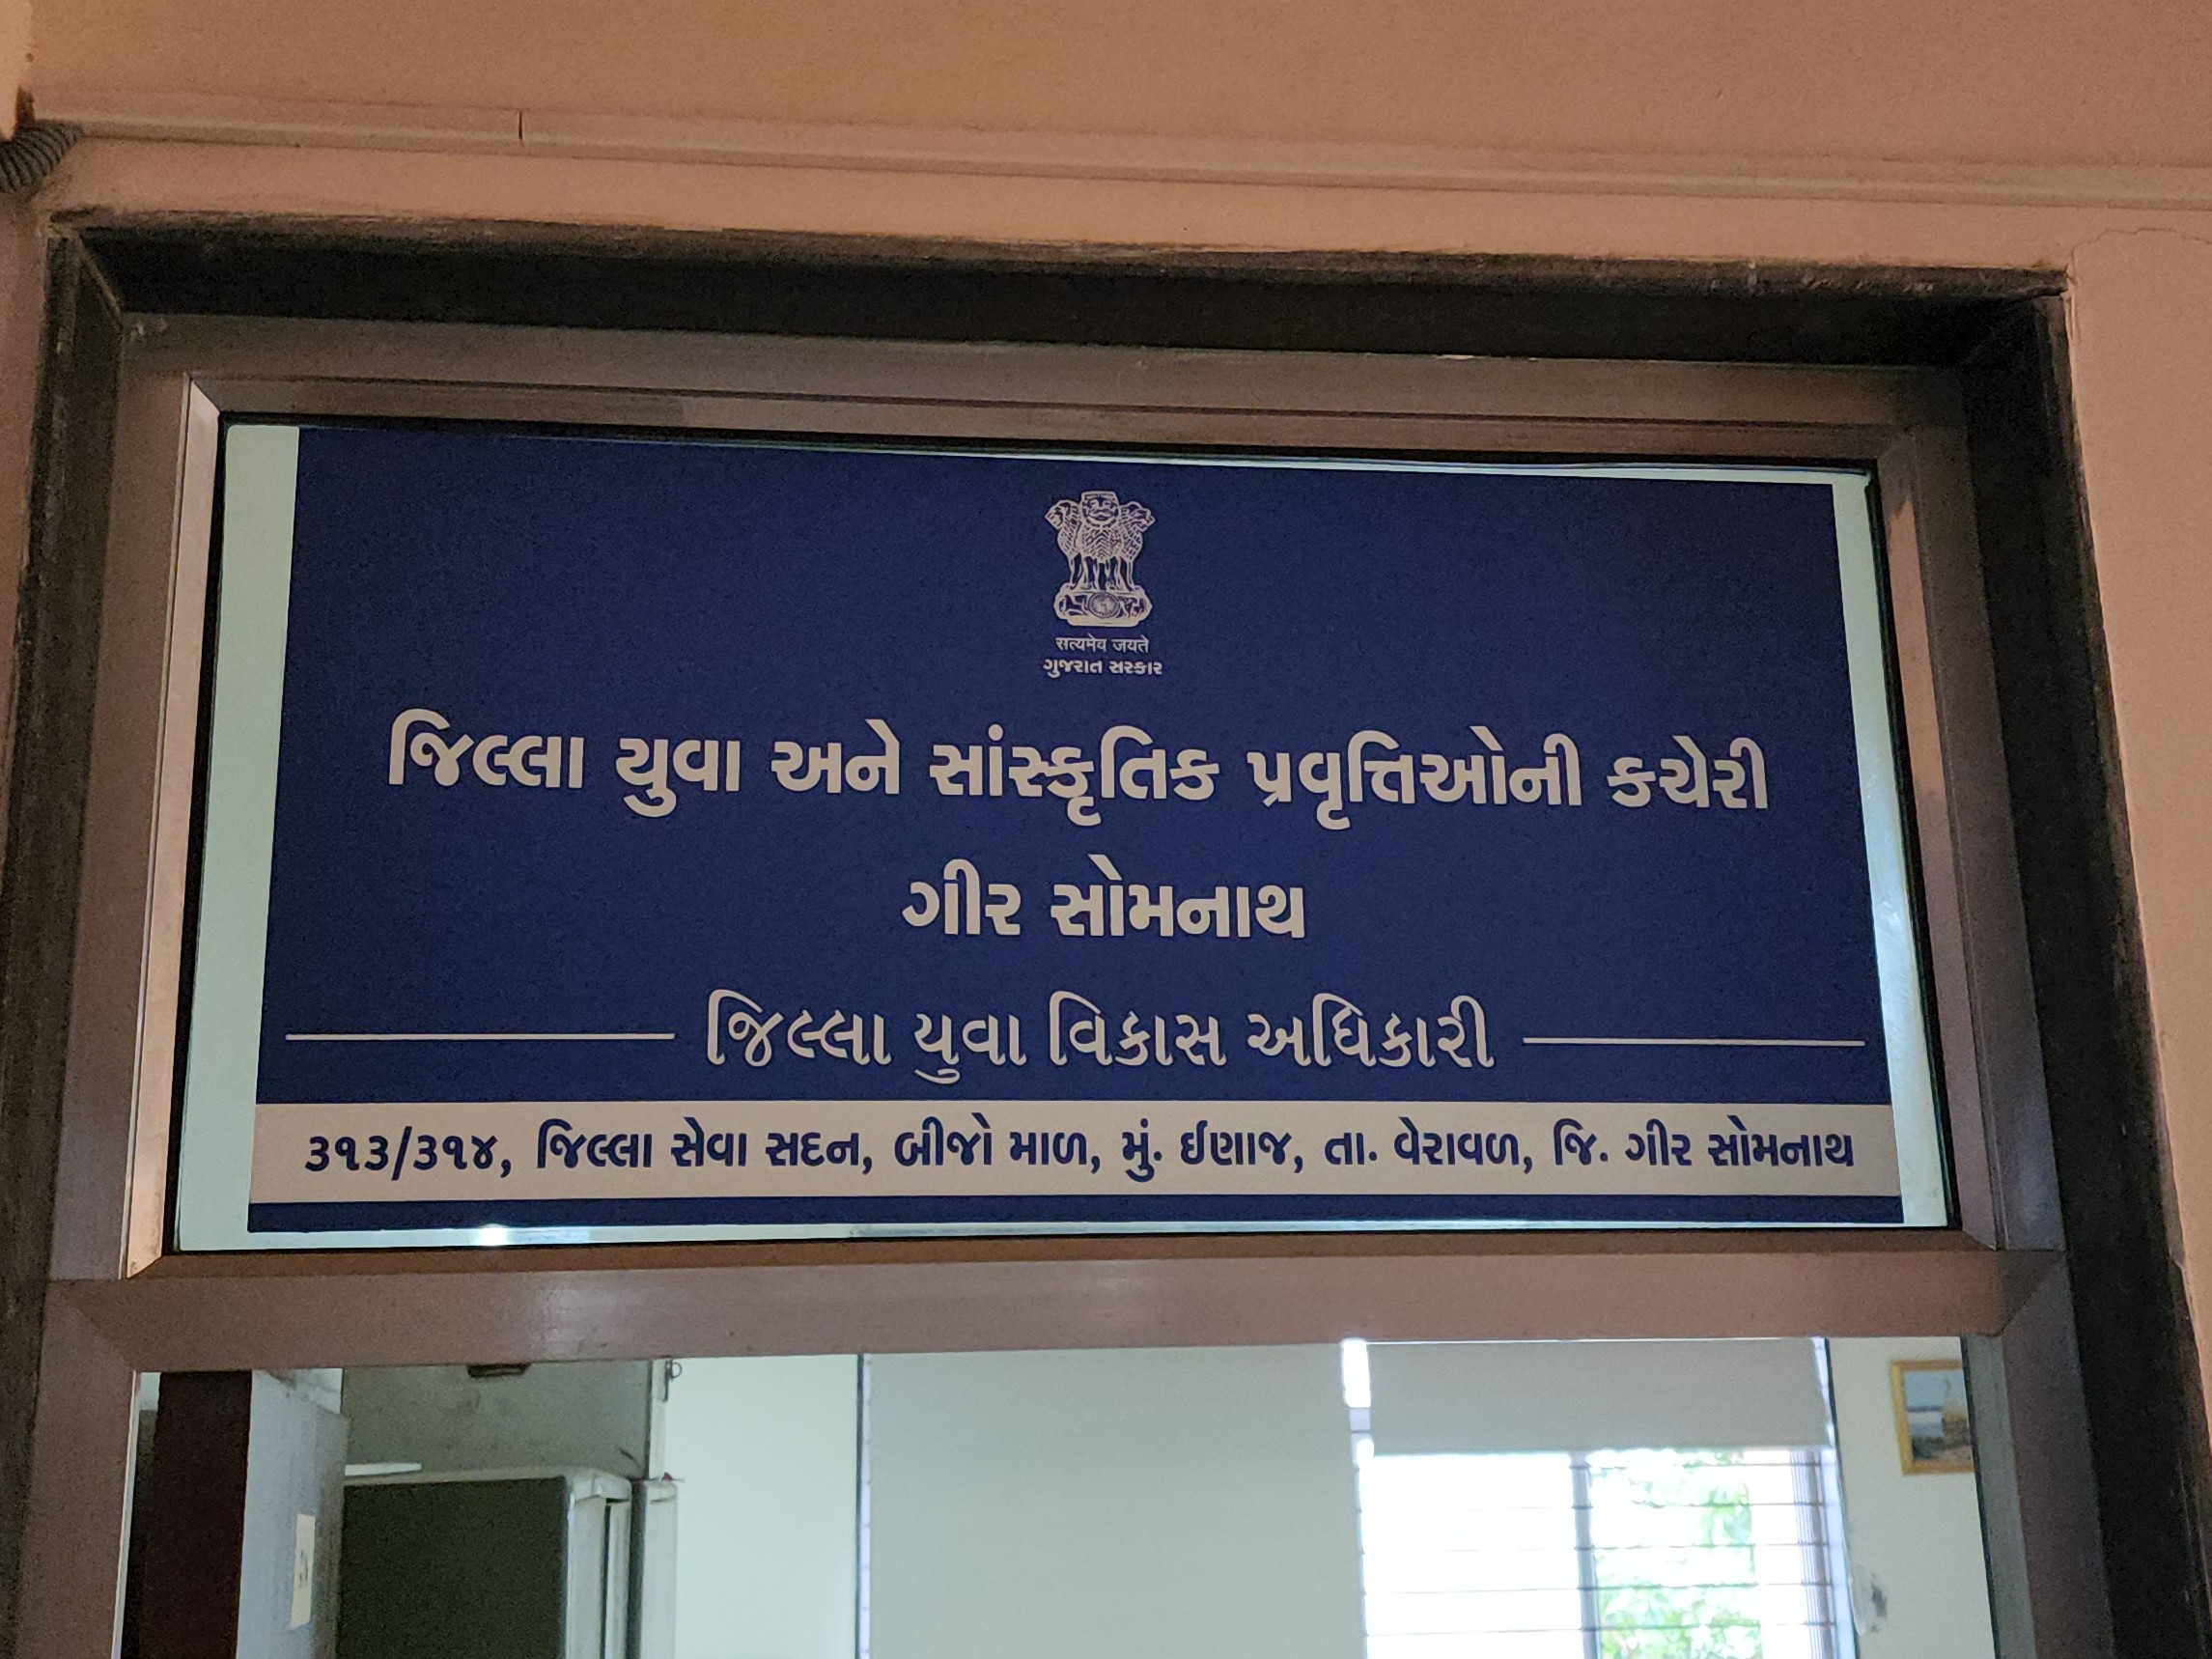 सत्यमेव जयते
ગુજરાત સરકાર
જિલ્લા યુવા અને સાંસ્કૃતિક પ્રવૃત્તિઓની કચેરી
ગીર સોમનાથ
જિલ્લા યુવા વિકાસ અધિકારી
૩૧૩/૩૧૪, જિલ્લા સેવા સદન, બીજો માળ, મું. ઈણાજ, તા. વેરાવળ, જિ. ગીર સોમનાથ